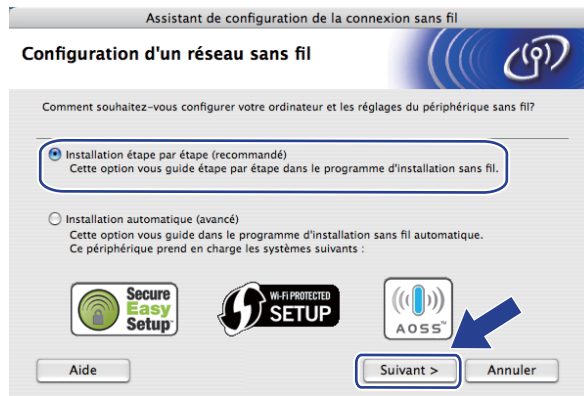 Assistant de configuration de la connexion sans fil
Configuration d'un réseau sans fil
Comment souhaitez-vous configurer votre ordinateur et les réglages du périphérique sans fil?
Installation étape par étape (recommandé)
Cette option vous guide étape par étape dans le programme d'installation sans fil.
Installation automatique (avancé)
Cette option vous guide dans le programme d'installation sans fil automatique.
Ce périphérique prend en charge les systèmes suivants :
Secure
Easy
Setup™
Wi-Fi PROTECTED
SETUP
AOSS™
Aide
Suivant >
Annuler